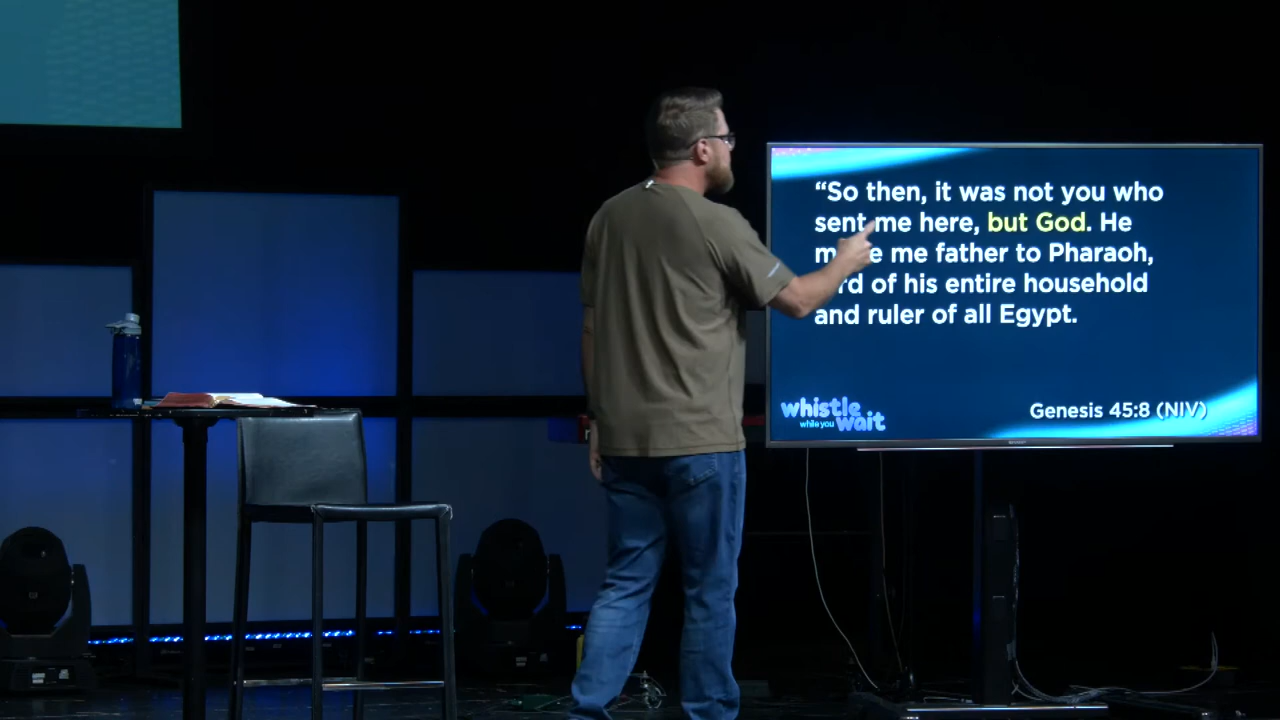 “So then, it was not you who
sent me here, but God. He
me father to Pharaoh,
of his entire household
and ruler of all Egypt.
whistle
while you
wait
Genesis 45:8 (NIV)